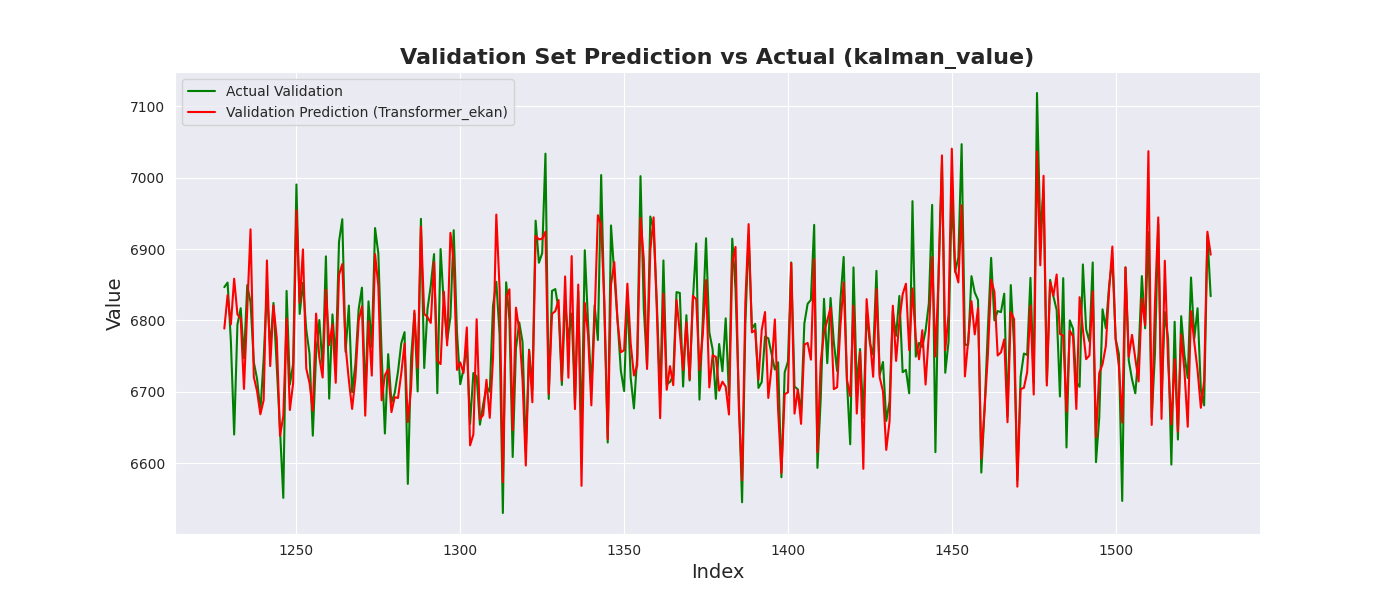 Validation Set Prediction vs Actual (kalman_value)
Actual Validation
Validation Prediction (Transformer_ekan)
Value
7100
7000
6900
6800
6700
6600
1250 1300 1350 1400 1450 1500
Index